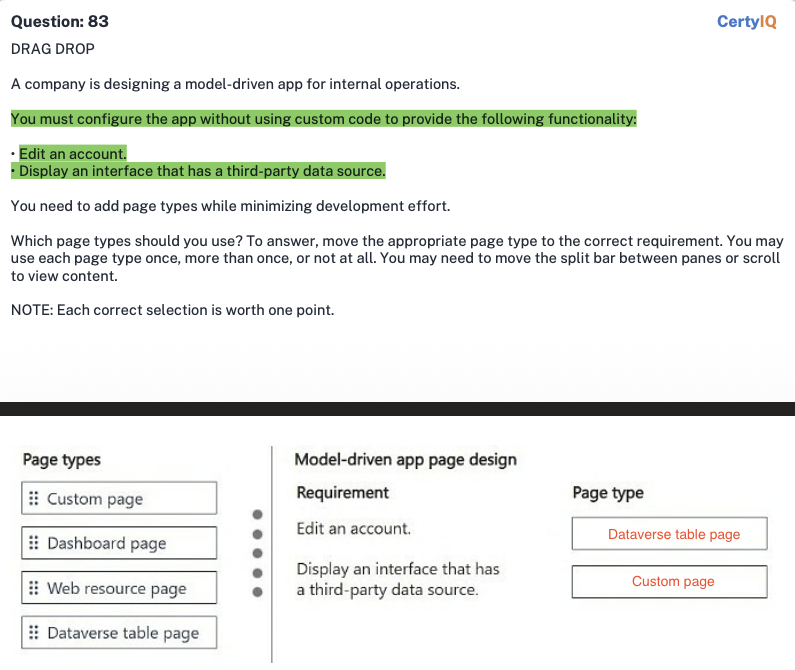 Question: 83
CertyIQ
DRAG DROP
A company is designing a model-driven app for internal operations.
You must configure the app without using custom code to provide the following functionality:
• Edit an account.
• Display an interface that has a third-party data source.
You need to add page types while minimizing development effort.
Which page types should you use? To answer, move the appropriate page type to the correct requirement. You may
use each page type once, more than once, or not at all. You may need to move the split bar between panes or scroll
to view content.
NOTE: Each correct selection is worth one point.
Page types
Custom page
Dashboard page
Web resource page
Dataverse table page
Model-driven app page design
Requirement
Page type
Edit an account.
Dataverse table page
Display an interface that has
a third-party data source.
Custom page